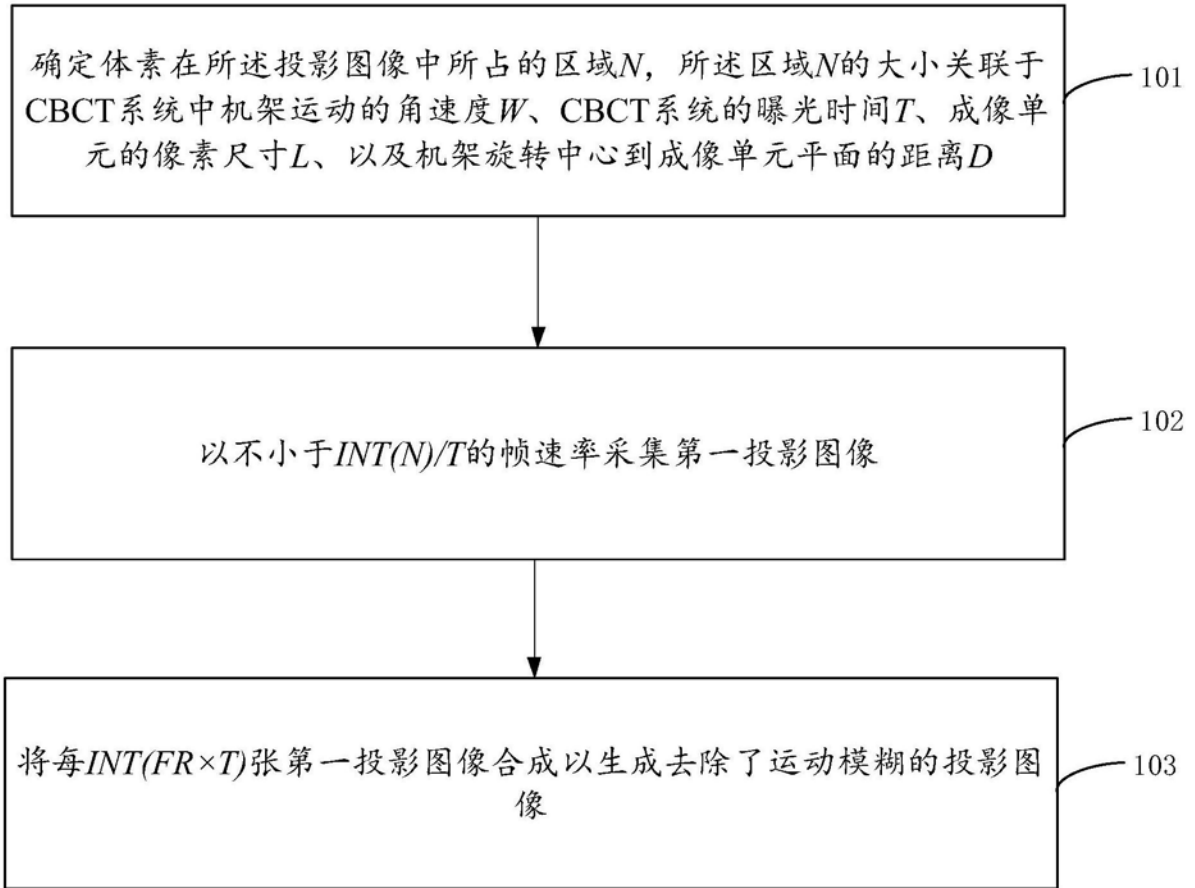 确定体素在所述投影图像中所占的区域N，所述区域N的大小关联于
CBCT系统中机架运动的角速度W、CBCT系统的曝光时间T、成像单
元的像素尺寸L、以及机架旋转中心到成像单元平面的距离D
101
以不小于INT(N)/T的帧速率采集第一投影图像
102
将每INT(FR×T)张第一投影图像合成以生成去除了运动模糊的投影图
像
103